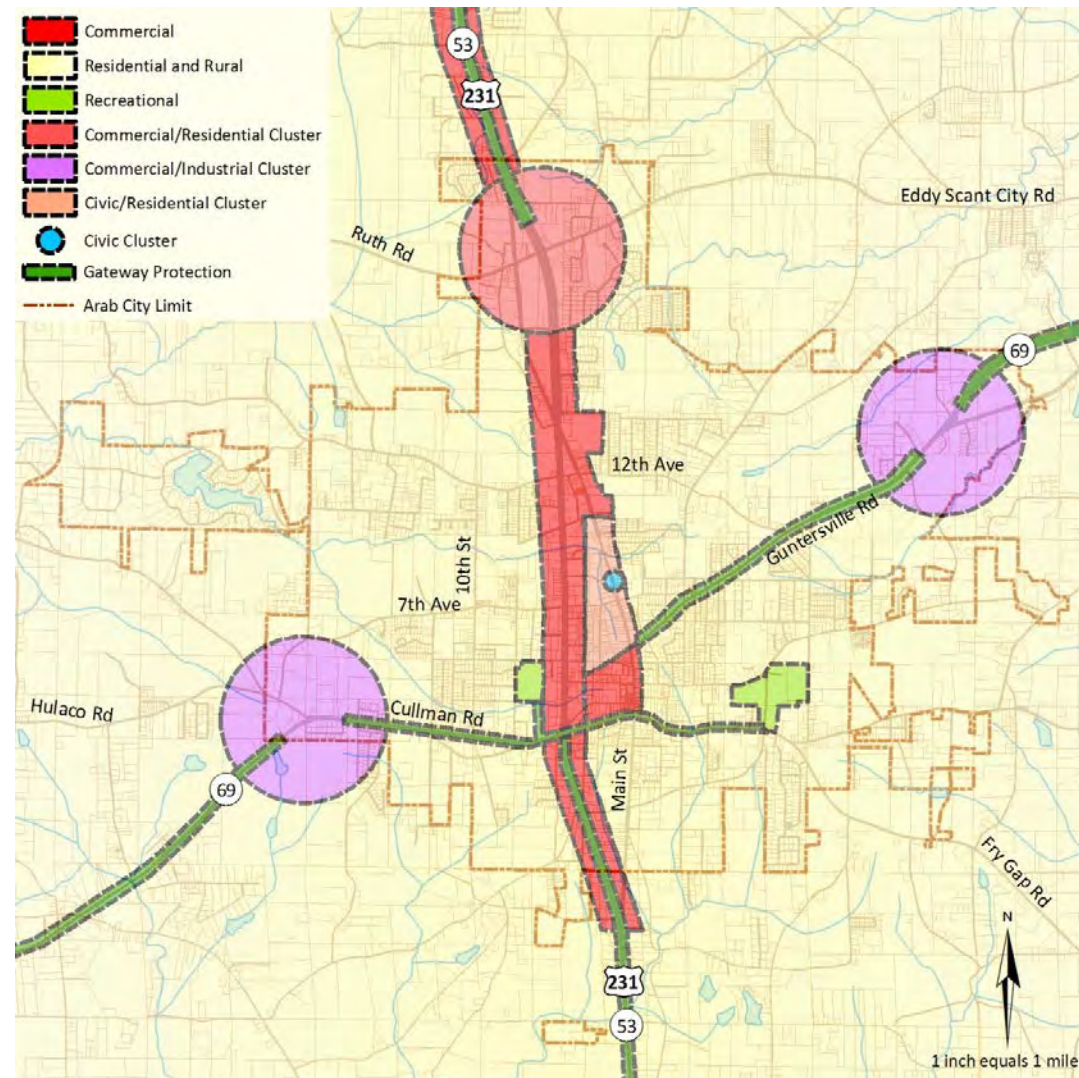 Commercial
Residential and Rural
Recreational
Commercial/Residential Cluster
Commercial/Industrial Cluster
Civic/Residential Cluster
Civic Cluster
Gateway Protection
Arab City Limit
53
231
Eddy Scant City Rd
Ruth Rd
69
12th Ave
Guntersville Rd
10th St
7th Ave
Hulaco Rd
Cullman Rd
Main St
69
Fry Gap Rd
N
231
53
1 inch equals 1 mile